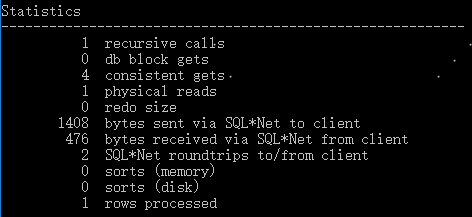 Statistics
----------------------------------------------------------
1 recursive calls
0 db block gets
4 consistent gets
1 physical reads
0 redo size
1408 bytes sent via SQL*Net to client
476 bytes received via SQL*Net from client
2 SQL*Net roundtrips to/from client
0 sorts (memory)
0 sorts (disk)
1 rows processed